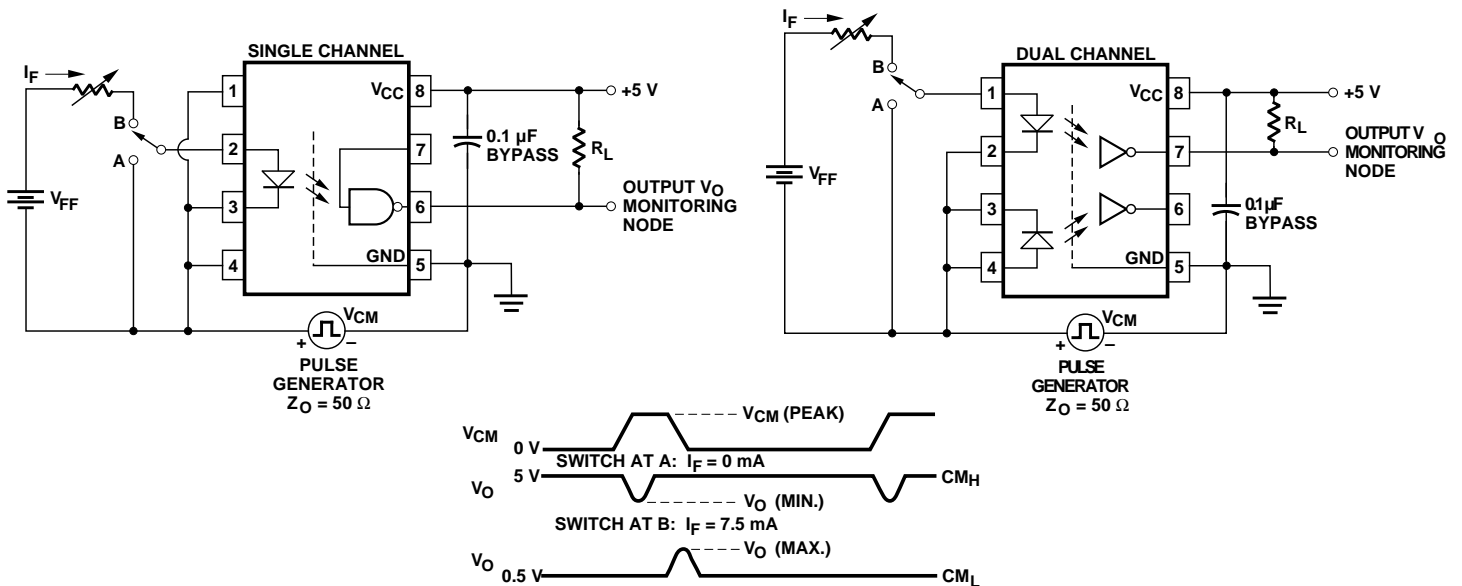 SINGLE CHANNEL
I_F
B
A
V_FF
1
2
3
4
V_CC
8
7
6
GND
5
+5 V
0.1 µF
BYPASS
R_L
OUTPUT V_O
MONITORING
NODE
V_CM
+ –
PULSE
GENERATOR
Z_O = 50 Ω
DUAL CHANNEL
I_F
B
A
V_FF
1
2
3
4
V_CC
8
7
6
GND
5
+5 V
R_L
OUTPUT V_O
MONITORING
NODE
0.1 µF
BYPASS
V_CM
+ –
PULSE
GENERATOR
Z_O = 50 Ω
V_CM
0 V
V_CM (PEAK)
SWITCH AT A: I_F = 0 mA
V_O
5 V
CM_H
V_O (MIN.)
SWITCH AT B: I_F = 7.5 mA
V_O
0.5 V
V_O (MAX.)
CM_L